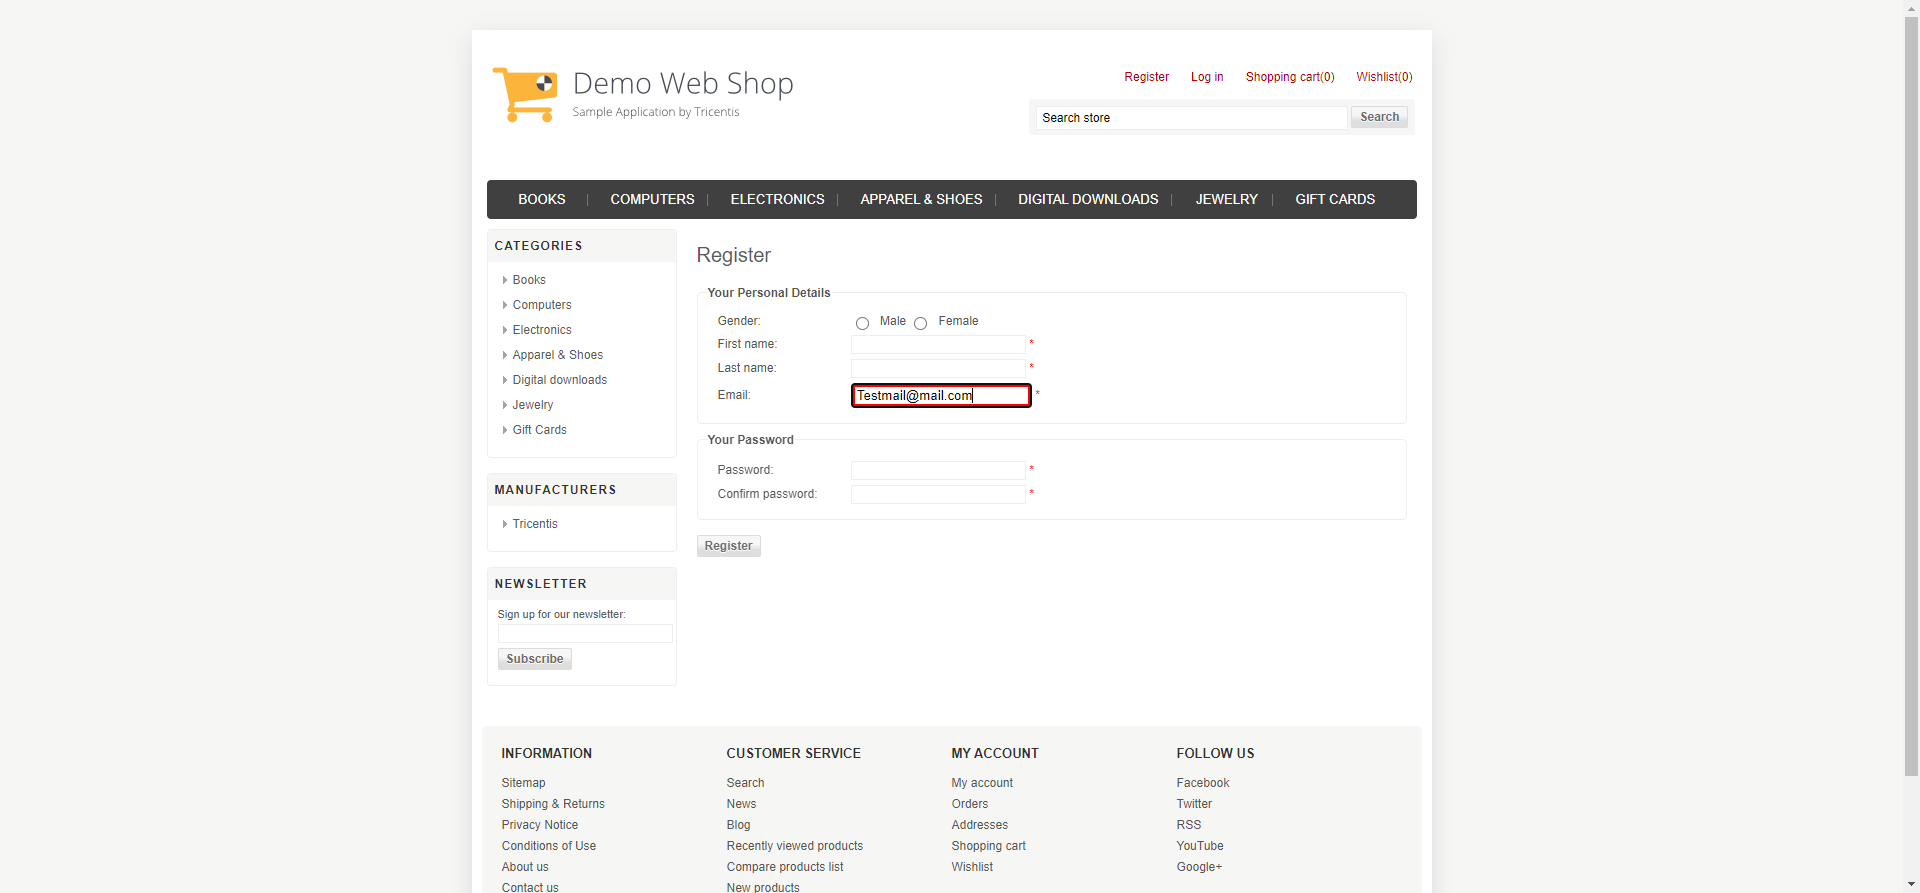 Demo Web Shop
Sample Application by Tricentis
Register Log in Shopping cart(0) Wishlist(0)
Search store Search
BOOKS COMPUTERS ELECTRONICS APPAREL & SHOES DIGITAL DOWNLOADS JEWELRY GIFT CARDS
CATEGORIES
Books
Computers
Electronics
Apparel & Shoes
Digital downloads
Jewelry
Gift Cards
MANUFACTURERS
Tricentis
NEWSLETTER
Sign up for our newsletter:
Subscribe
Register
Your Personal Details
Gender: Male Female
First name: *
Last name: *
Email: Testmail@mail.com *
Your Password
Password: *
Confirm password: *
Register
INFORMATION
Sitemap
Shipping & Returns
Privacy Notice
Conditions of Use
About us
Contact us
CUSTOMER SERVICE
Search
News
Blog
Recently viewed products
Compare products list
New products
MY ACCOUNT
My account
Orders
Addresses
Shopping cart
Wishlist
FOLLOW US
Facebook
Twitter
RSS
YouTube
Google+